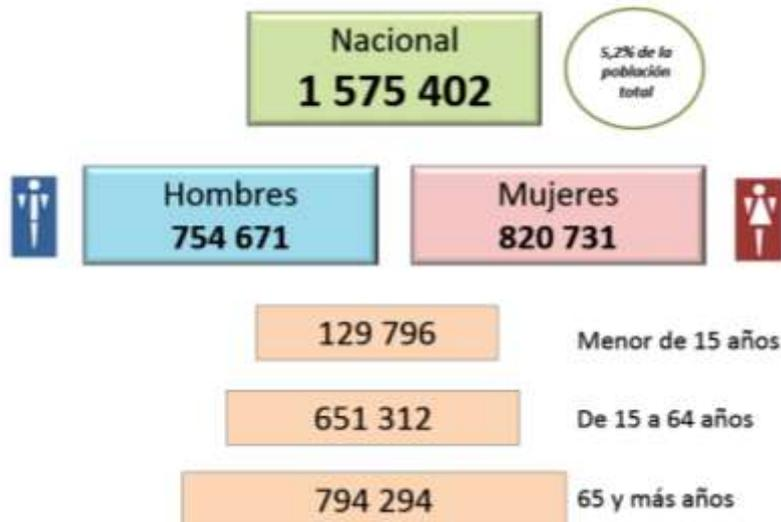 Nacional
1 575 402
5,2% de la
población
total
Hombres
754 671
Mujeres
820 731
129 796
Menor de 15 años
651 312
De 15 a 64 años
794 294
65 y más años